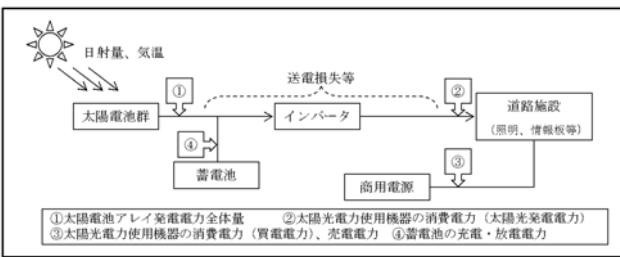 日射量、気温
送電損失等
①
②
太陽電池群
インバータ
道路施設
(照明、情報板等)
④
蓄電池
③
商用電源
①太陽電池アレイ発電電力全体量 ②太陽光電力使用機器の消費電力(太陽光発電電力)
③太陽光電力使用機器の消費電力(買電電力)、売電電力 ④蓄電池の充電・放電電力